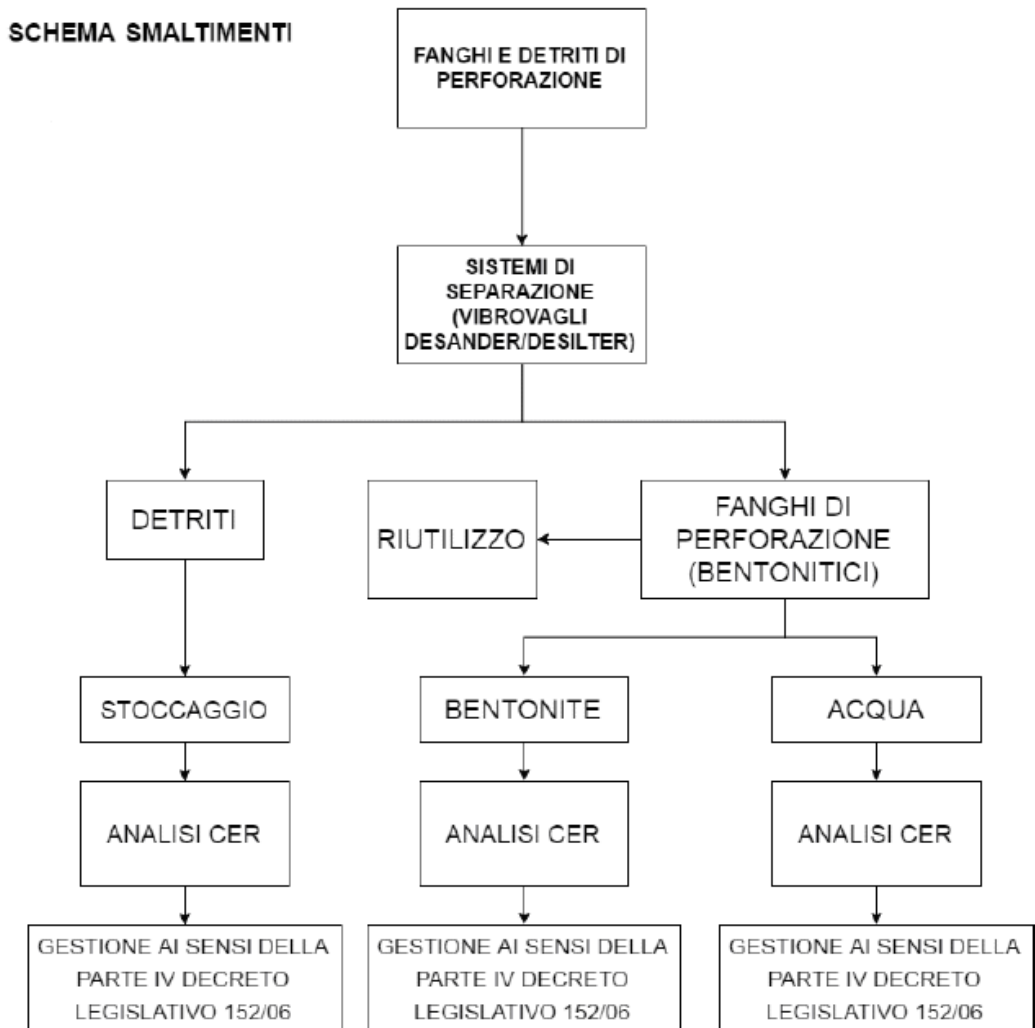 SCHEMA SMALTIMENTI
FANGHI E DETRITI DI
PERFORAZIONE
SISTEMI DI
SEPARAZIONE
(VIBROVAGLI
DESANDER/DESILTER)
DETRITI
RIUTILIZZO
FANGHI DI
PERFORAZIONE
(BENTONITICI)
STOCCAGGIO
BENTONITE
ACQUA
ANALISI CER
ANALISI CER
ANALISI CER
GESTIONE AI SENSI DELLA
PARTE IV DECRETO
LEGISLATIVO 152/06
GESTIONE AI SENSI DELLA
PARTE IV DECRETO
LEGISLATIVO 152/06
GESTIONE AI SENSI DELLA
PARTE IV DECRETO
LEGISLATIVO 152/06